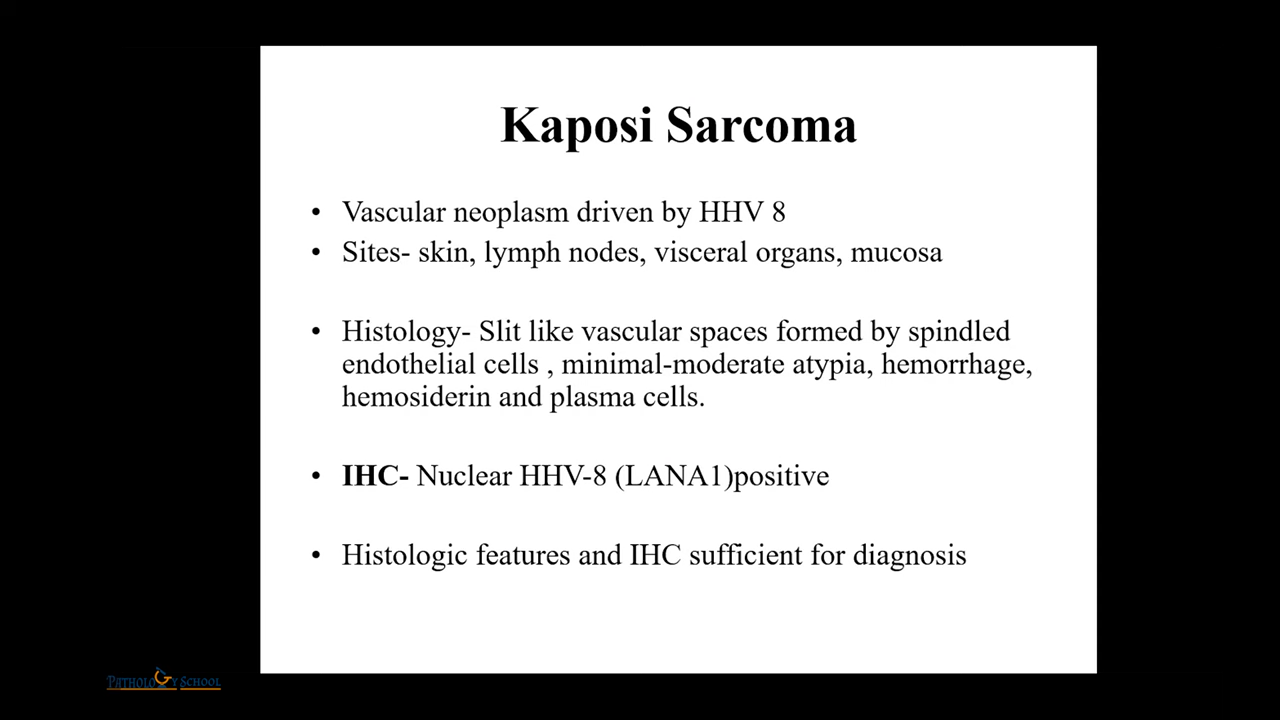 Kaposi Sarcoma
• Vascular neoplasm driven by HHV 8
• Sites- skin, lymph nodes, visceral organs, mucosa
• Histology- Slit like vascular spaces formed by spindled
endothelial cells , minimal-moderate atypia, hemorrhage,
hemosiderin and plasma cells.
• IHC- Nuclear HHV-8 (LANA1)positive
• Histologic features and IHC sufficient for diagnosis
PATHOLOGY SCHOOL